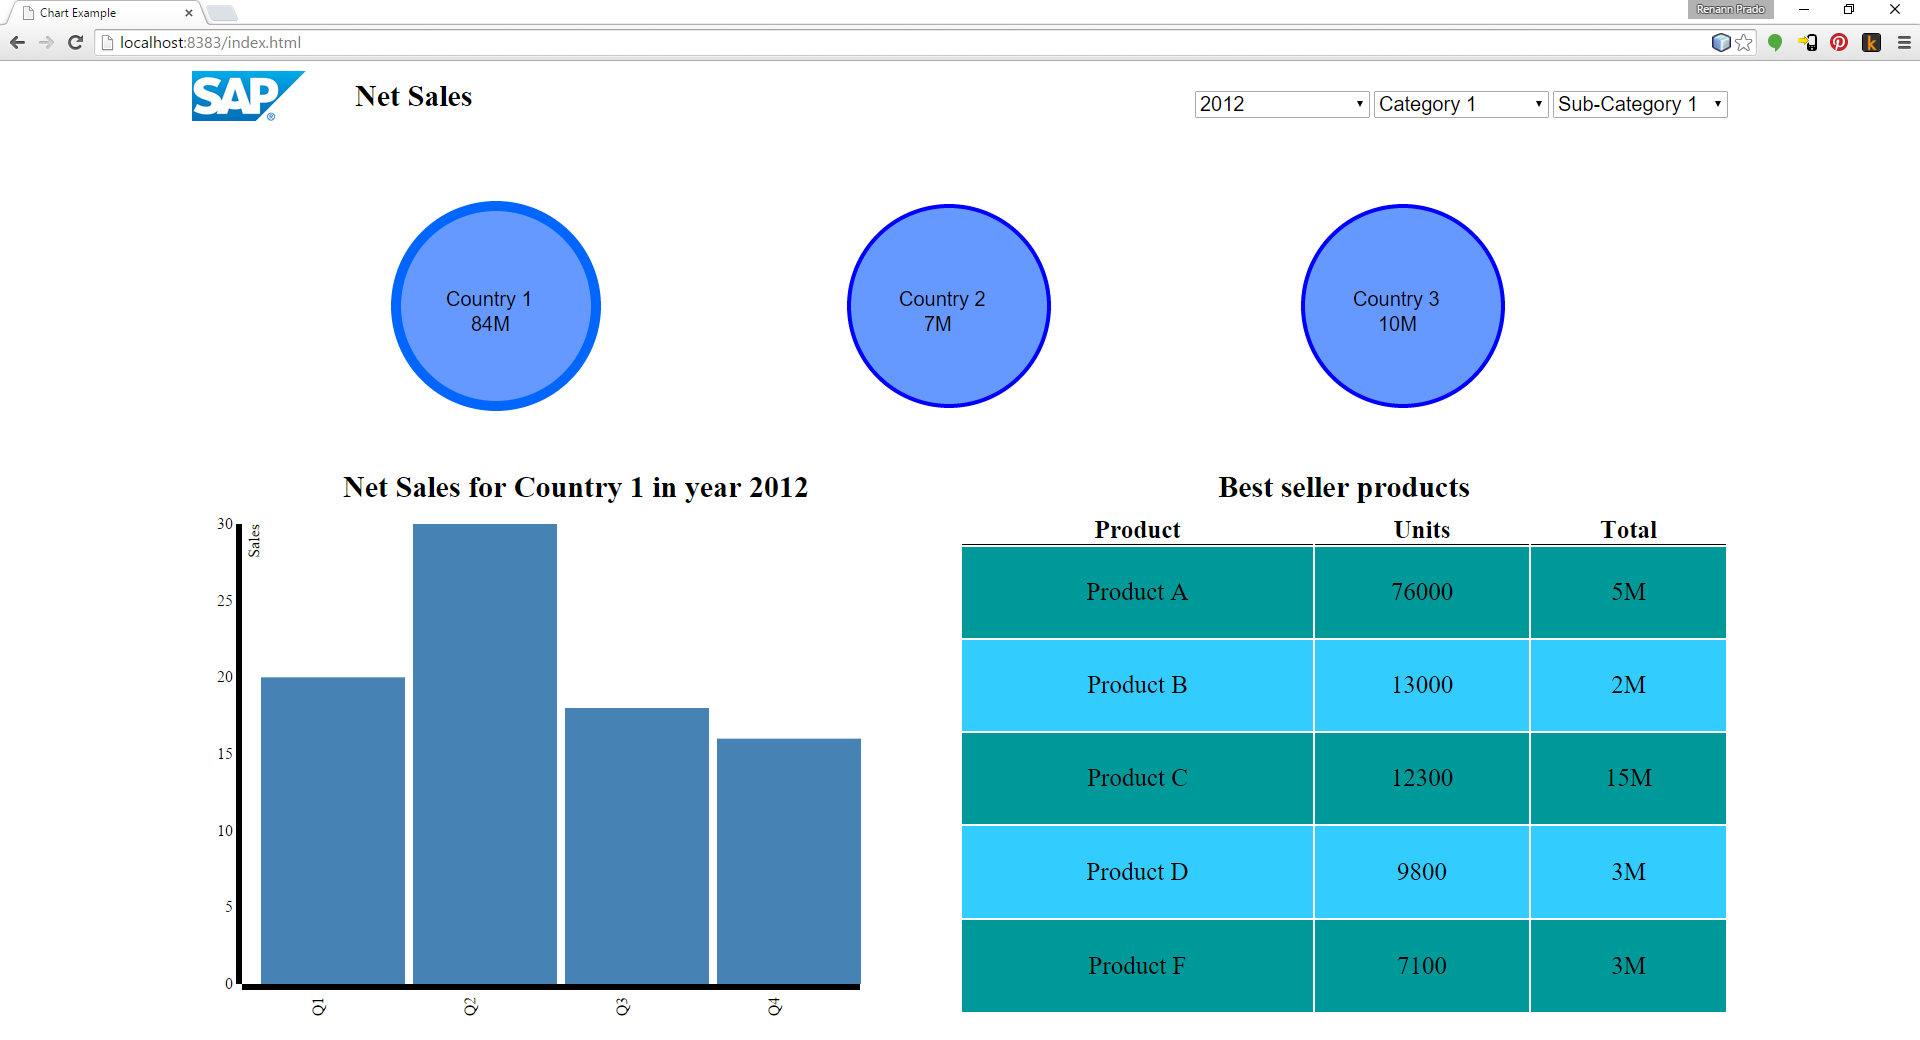 Chart Example
Renann Prado
localhost:8383/index.html
SAP®
Net Sales
2012 Category 1 Sub-Category 1
Country 1
84M
Country 2
7M
Country 3
10M
Net Sales for Country 1 in year 2012
30
25
20
15
10
5
0
Sales
Q1
Q2
Q3
Q4
Best seller products
Product Units Total
Product A 76000 5M
Product B 13000 2M
Product C 12300 15M
Product D 9800 3M
Product F 7100 3M